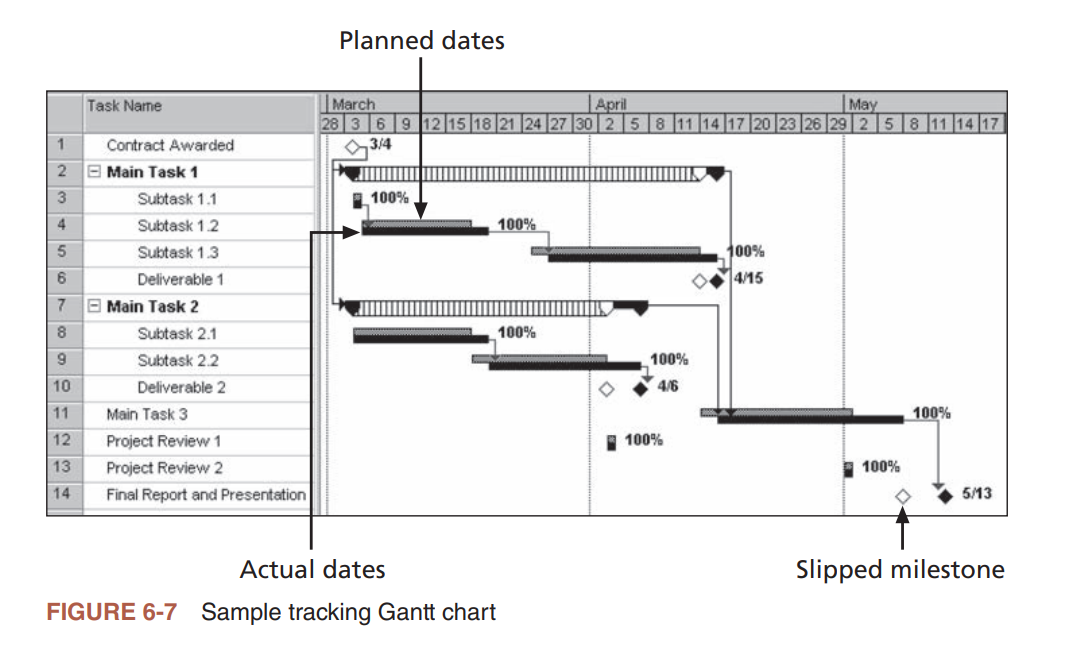 Planned dates
Task Name March April May
28 3 6 9 12 15 18 21 24 27 30 2 5 8 11 14 17 20 23 26 29 2 5 8 11 14 17
1 Contract Awarded 3/4
2 Main Task 1
3 Subtask 1.1 100%
4 Subtask 1.2 100%
5 Subtask 1.3 100%
6 Deliverable 1 4/15
7 Main Task 2
8 Subtask 2.1 100%
9 Subtask 2.2 100%
10 Deliverable 2 4/6
11 Main Task 3 100%
12 Project Review 1 100%
13 Project Review 2 100%
14 Final Report and Presentation 5/13
Actual dates Slipped milestone
FIGURE 6-7 Sample tracking Gantt chart